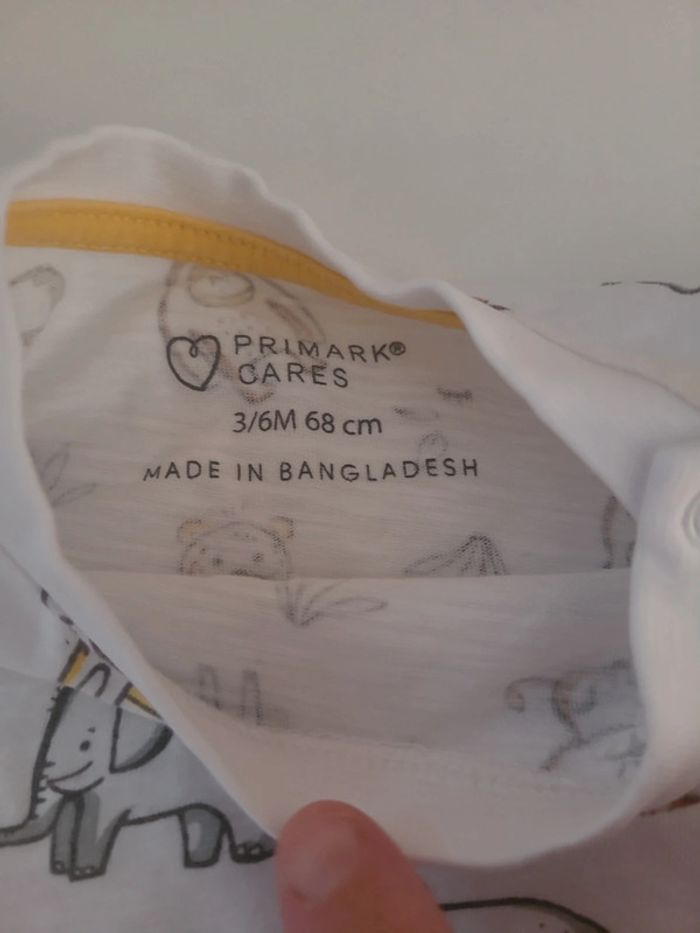 PRIMARK®
CARES
3/6M 68 cm
MADE IN BANGLADESH